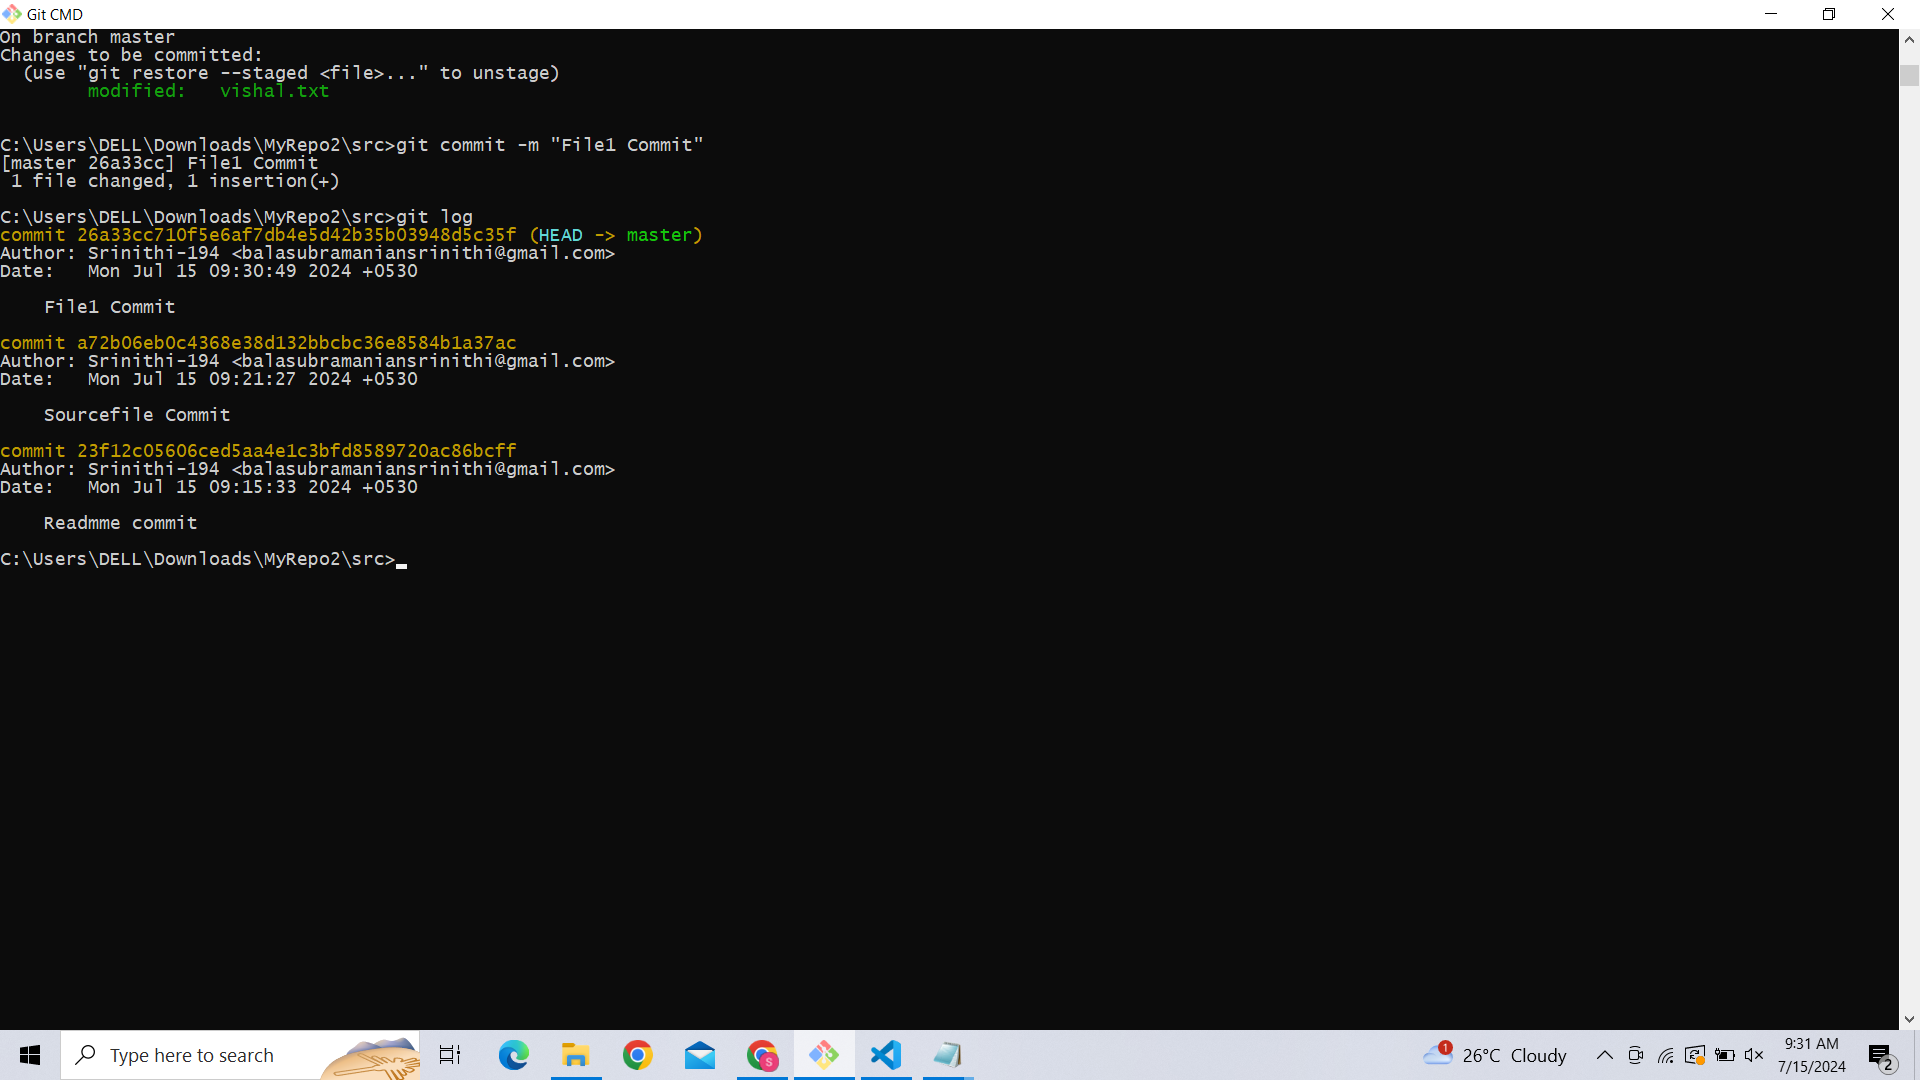 Git CMD
On branch master
Changes to be committed:
  (use "git restore --staged <file>..." to unstage)
        modified:   vishal.txt
C:\Users\DELL\Downloads\MyRepo2\src>git commit -m "File1 Commit"
[master 26a33cc] File1 Commit
 1 file changed, 1 insertion(+)
C:\Users\DELL\Downloads\MyRepo2\src>git log
commit 26a33cc710f5e6af7db4e5d42b35b03948d5c35f (HEAD -> master)
Author: Srinithi-194 <balasubramaniansrinithi@gmail.com>
Date:   Mon Jul 15 09:30:49 2024 +0530
    File1 Commit
commit a72b06eb0c4368e38d132bbcbc36e8584b1a37ac
Author: Srinithi-194 <balasubramaniansrinithi@gmail.com>
Date:   Mon Jul 15 09:21:27 2024 +0530
    Sourcefile Commit
commit 23f12c05606ced5aa4e1c3bfd8589720ac86bcff
Author: Srinithi-194 <balasubramaniansrinithi@gmail.com>
Date:   Mon Jul 15 09:15:33 2024 +0530
    Readmme commit
C:\Users\DELL\Downloads\MyRepo2\src>
Type here to search
S
1
26°C Cloudy
9:31 AM
7/15/2024
2